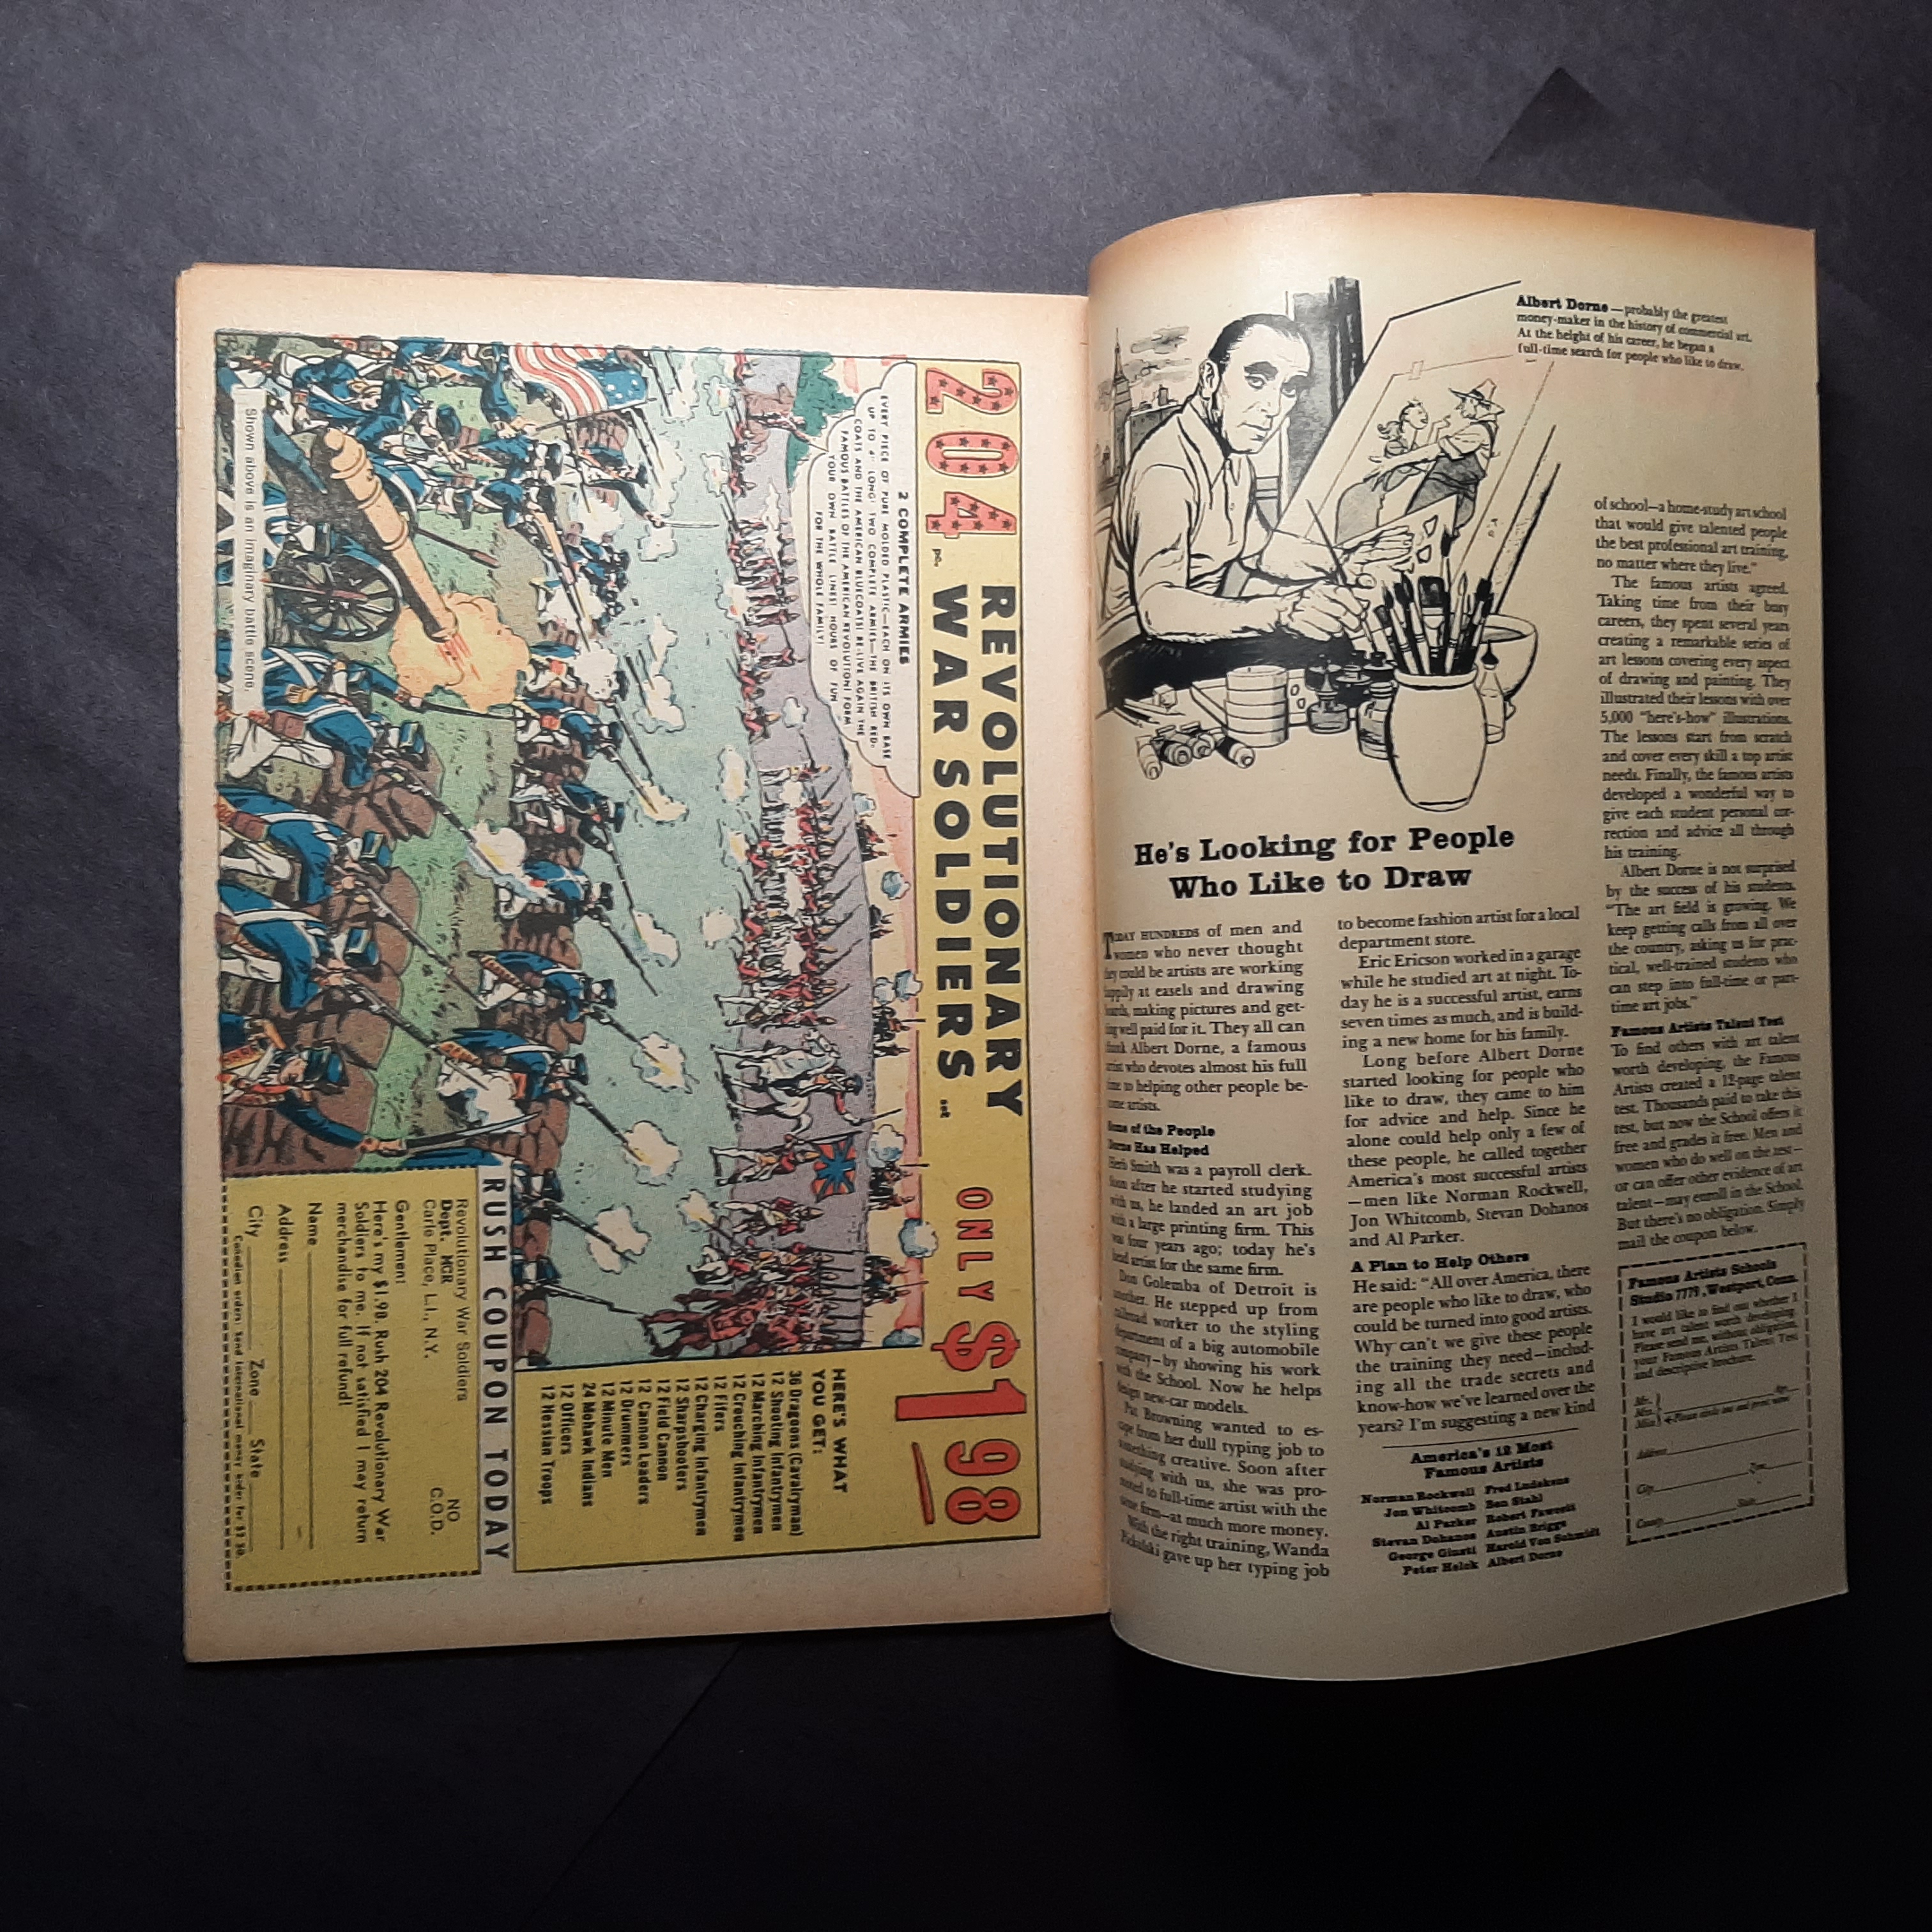 204 pc. REVOLUTIONARY
WAR SOLDIERS set
ONLY $1 98
2 COMPLETE ARMIES
EVERY PIECE OF PURE MOLDED PLASTIC—EACH ON ITS OWN BASE
UP TO 4" LONG! TWO COMPLETE ARMIES—THE BRITISH RED-
COATS AND THE AMERICAN BLUECOATS! RE-LIVE AGAIN THE
FAMOUS BATTLES OF THE AMERICAN REVOLUTION! FORM
YOUR OWN BATTLE LINES! HOURS OF FUN
FOR THE WHOLE FAMILY!
HERE'S WHAT
YOU GET:
36 Dragons (Cavalryman)
12 Shooting Infantrymen
12 Marching Infantrymen
12 Crouching Infantrymen
12 Fifers
12 Charging Infantrymen
12 Sharpshooters
12 Field Cannon
12 Cannon Loaders
12 Drummers
12 Minute Men
24 Mohawk Indians
12 Officers
12 Hessian Troops
Shown above is an imaginary battle scene.
RUSH COUPON TODAY
Revolutionary War Soldiers
Dept. MGR
Carle Place, L.I., N.Y.
NO
C.O.D.
Gentlemen:
Here's my $1.98. Rush 204 Revolutionary War
Soldiers to me. If not satisfied I may return
merchandise for full refund!
Name
Address
City Zone State
Canadian orders: Send International money order for $2.50.
Albert Dorne—probably the greatest
money-maker in the history of commercial art.
At the height of his career, he began a
full-time search for people who like to draw.
He's Looking for People
Who Like to Draw
TODAY HUNDREDS of men and
women who never thought
they could be artists are working
happily at easels and drawing
boards, making pictures and get-
ting well paid for it. They all can
thank Albert Dorne, a famous
artist who devotes almost his full
time to helping other people be-
come artists.
Some of the People
Dorne Has Helped
Herb Smith was a payroll clerk.
Soon after he started studying
with us, he landed an art job
with a large printing firm. This
was four years ago; today he's
head artist for the same firm.
Don Golemba of Detroit is
another. He stepped up from
railroad worker to the styling
department of a big automobile
company—by showing his work
with the School. Now he helps
design new-car models.
Pat Browning wanted to es-
cape from her dull typing job to
something creative. Soon after
studying with us, she was pro-
moted to full-time artist with the
same firm—at much more money.
With the right training, Wanda
gave up her typing job
to become fashion artist for a local
department store.
Eric Ericson worked in a garage
while he studied art at night. To-
day he is a successful artist, earns
seven times as much, and is build-
ing a new home for his family.
Long before Albert Dorne
started looking for people who
like to draw, they came to him
for advice and help. Since he
alone could help only a few of
these people, he called together
America's most successful artists
—men like Norman Rockwell,
Jon Whitcomb, Stevan Dohanos
and Al Parker.
A Plan to Help Others
He said: "All over America, there
are people who like to draw, who
could be turned into good artists.
Why can't we give these people
the training they need—includ-
ing all the trade secrets and
know-how we've learned over the
years? I'm suggesting a new kind
of school—a home-study art school
that would give talented people
the best professional art training,
no matter where they live."
The famous artists agreed.
Taking time from their busy
careers, they spent several years
creating a remarkable series of
art lessons covering every aspect
of drawing and painting. They
illustrated their lessons with over
5,000 "here's-how" illustrations.
The lessons start from scratch
and cover every skill a top artist
needs. Finally, the famous artists
developed a wonderful way to
give each student personal cor-
rection and advice all through
his training.
Albert Dorne is not surprised
by the success of his students.
"The art field is growing. We
keep getting calls from all over
the country, asking us for prac-
tical, well-trained students who
can step into full-time or part-
time art jobs."
Famous Artists Talent Test
To find others with art talent
worth developing, the Famous
Artists created a 12-page talent
test. Thousands paid to take this
test, but now the School offers it
free and grades it free. Men and
women who do well on the test—
or can offer other evidence of art
talent—may enroll in the School.
But there's no obligation. Simply
mail the coupon below.
America's 12 Most
Famous Artists
Norman Rockwell Fred Ludekens
Jon Whitcomb Ben Stahl
Al Parker Robert Fawcett
Stevan Dohanos Austin Briggs
George Giusti Harold Von Schmidt
Peter Helck Albert Dorne
Famous Artists Schools
Studio 7779, Westport, Conn.
I would like to find out whether I
have art talent worth developing.
Please send me, without obligation,
your Famous Artists Talent Test
and descriptive brochure.
Mr.
Mrs. Age
Miss Please circle one and print name
Address
City Zone
State
County